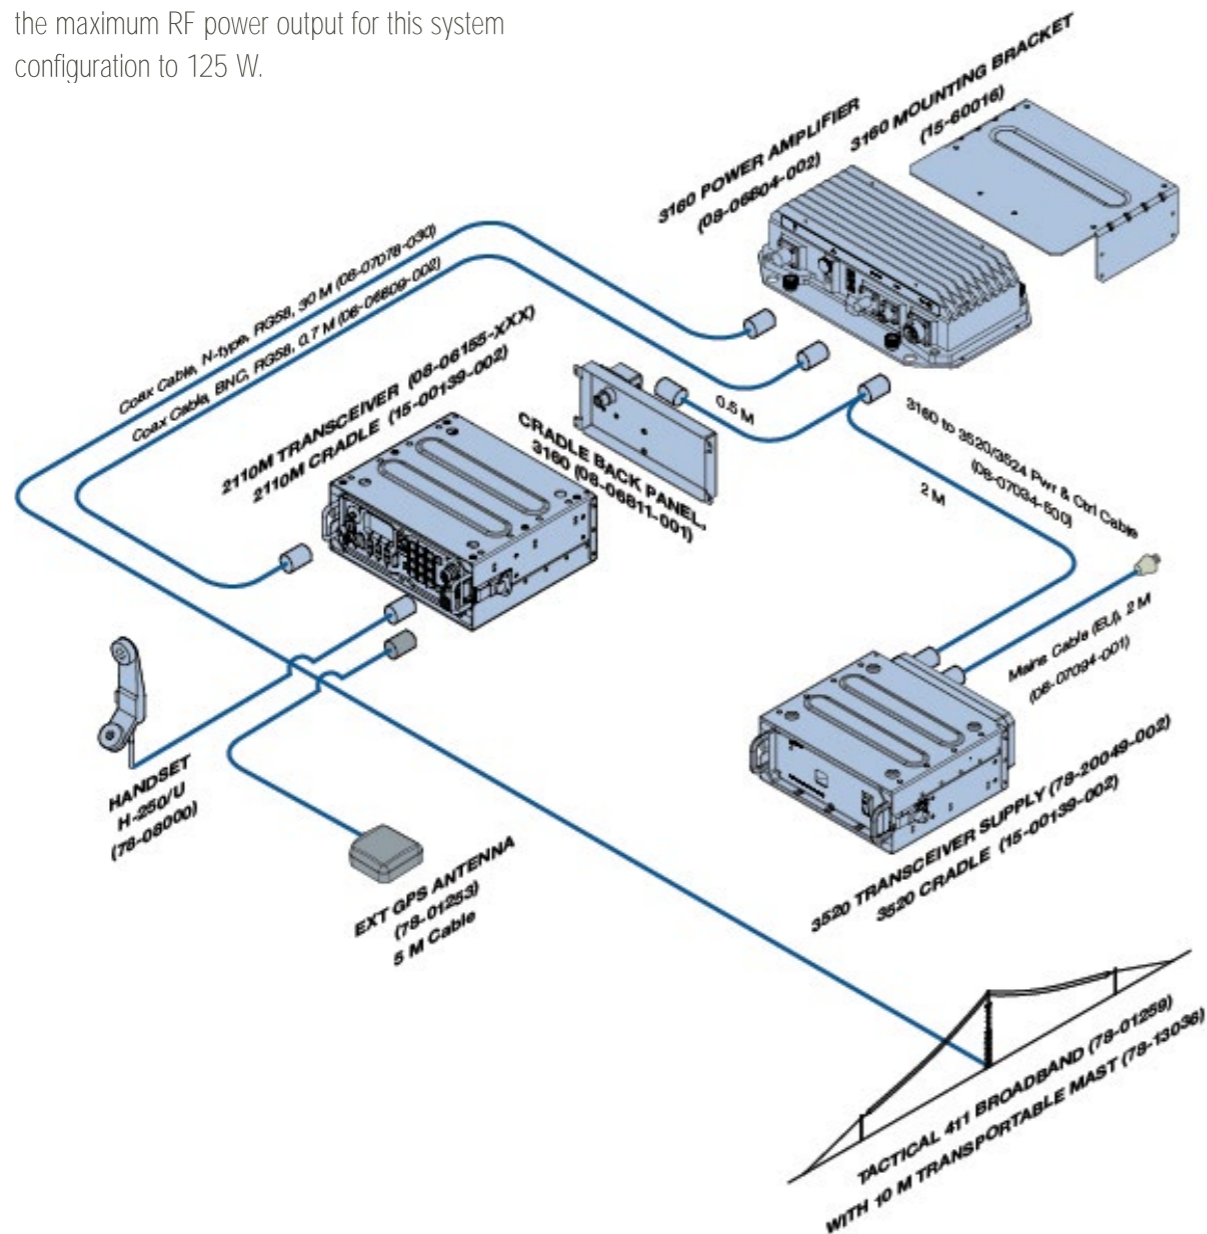 the maximum RF power output for this system
configuration to 125 W.
3160 MOUNTING BRACKET
(15-60016)
3160 POWER AMPLIFIER
(08-06804-002)
Coax Cable, N-type, RG58, 30 M (08-07078-030)
Coax Cable, BNC, RG58, 0.7 M (08-06809-002)
2110M TRANSCEIVER (08-06155-XXX)
2110M CRADLE (15-00139-002)
CRADLE BACK PANEL,
3160 (08-06811-001)
0.5 M
3160 to 3520/3524 Pwr & Ctrl Cable
(08-07034-500)
2 M
Mains Cable (EU), 2 M
(08-07094-001)
HANDSET
H-250/U
(78-08000)
EXT GPS ANTENNA
(78-01253)
5 M Cable
3520 TRANSCEIVER SUPPLY (78-20049-002)
3520 CRADLE (15-00139-002)
TACTICAL 411 BROADBAND (78-01259)
WITH 10 M TRANSPORTABLE MAST (78-13036)